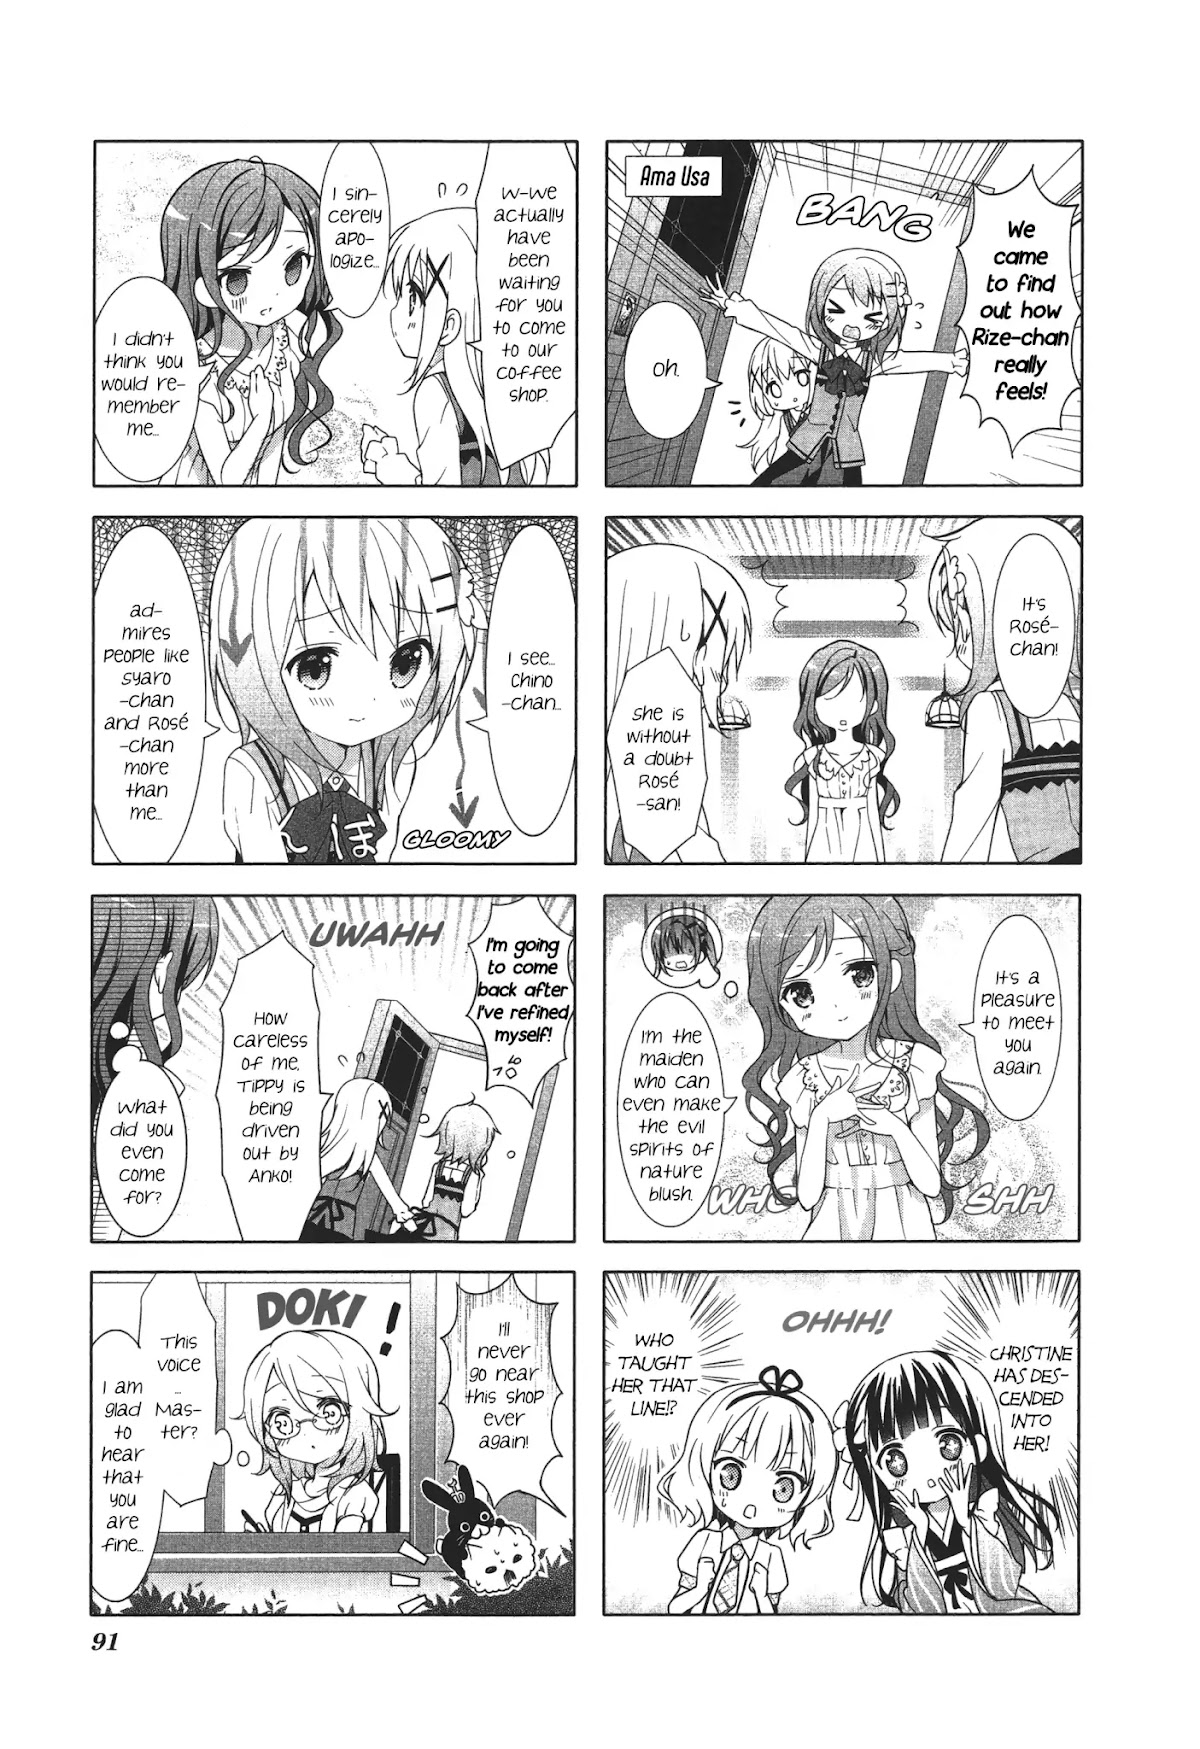 Ama Usa
BANG
We
came
to find
out how
Rize-chan
really
feels!
Oh.
It's
Rosé-
chan!
She is
without
a doubt
Rosé
-san!
It's a
pleasure
to meet
you
again.
I'm the
maiden
who can
even make
the evil
spirits of
nature
blush.
WHO
SHH
OHHH!
CHRISTINE
HAS DES-
CENDED
INTO
HER!
WHO
TAUGHT
HER THAT
LINE!?
W-We
actually
have
been
waiting
for you
to come
to our
coffee
shop.
I sin-
cerely
apo-
logize...
I didn't
think you
would re-
member
me...
I see...
Chino
-chan...
ad-
mires
people like
Syaro
-chan
and Rosé
-chan
more
than
me...
GLOOMY
ぼ
I'm going
to come
back after
I've refined
myself!
UWAHH
How
careless
of me,
Tippy is
being
driven
out by
Anko!
What
did you
even
come
for?
I'll
never
go near
this shop
ever
again!
DOKI!
This
voice
...
Mas-
ter?
I am
glad
to
hear
that
you
are
fine...
91